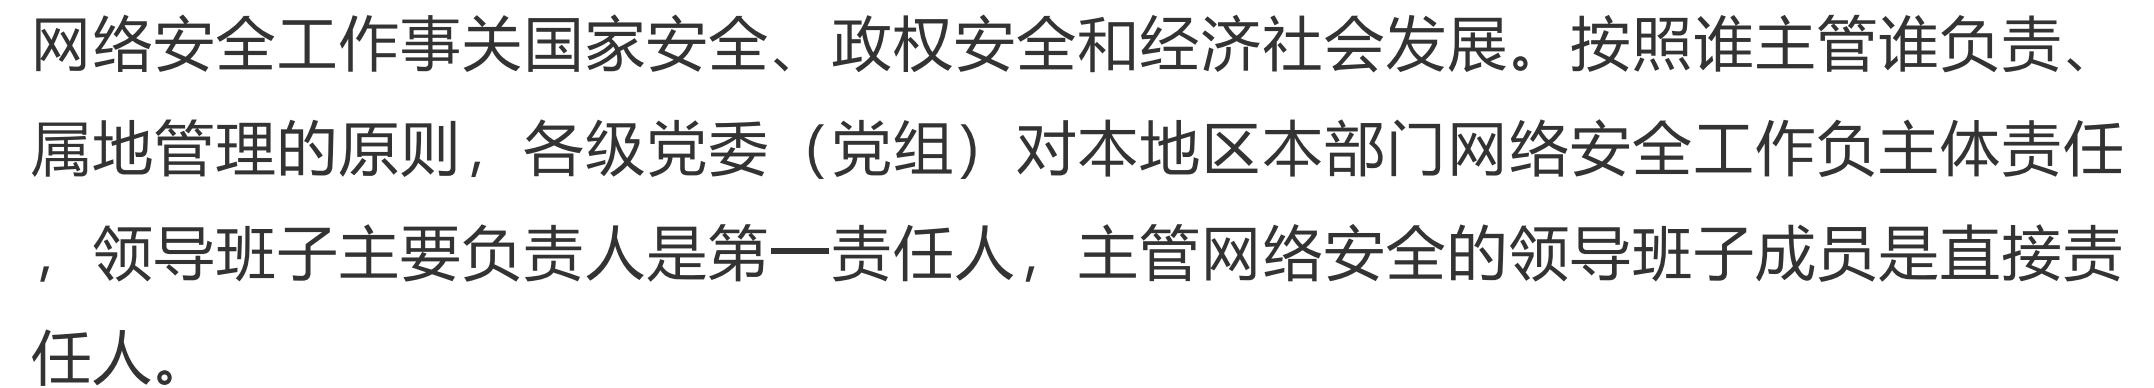 网络安全工作事关国家安全、政权安全和经济社会发展。按照谁主管谁负责、
属地管理的原则，各级党委（党组）对本地区本部门网络安全工作负主体责任
，领导班子主要负责人是第一责任人，主管网络安全的领导班子成员是直接责
任人。